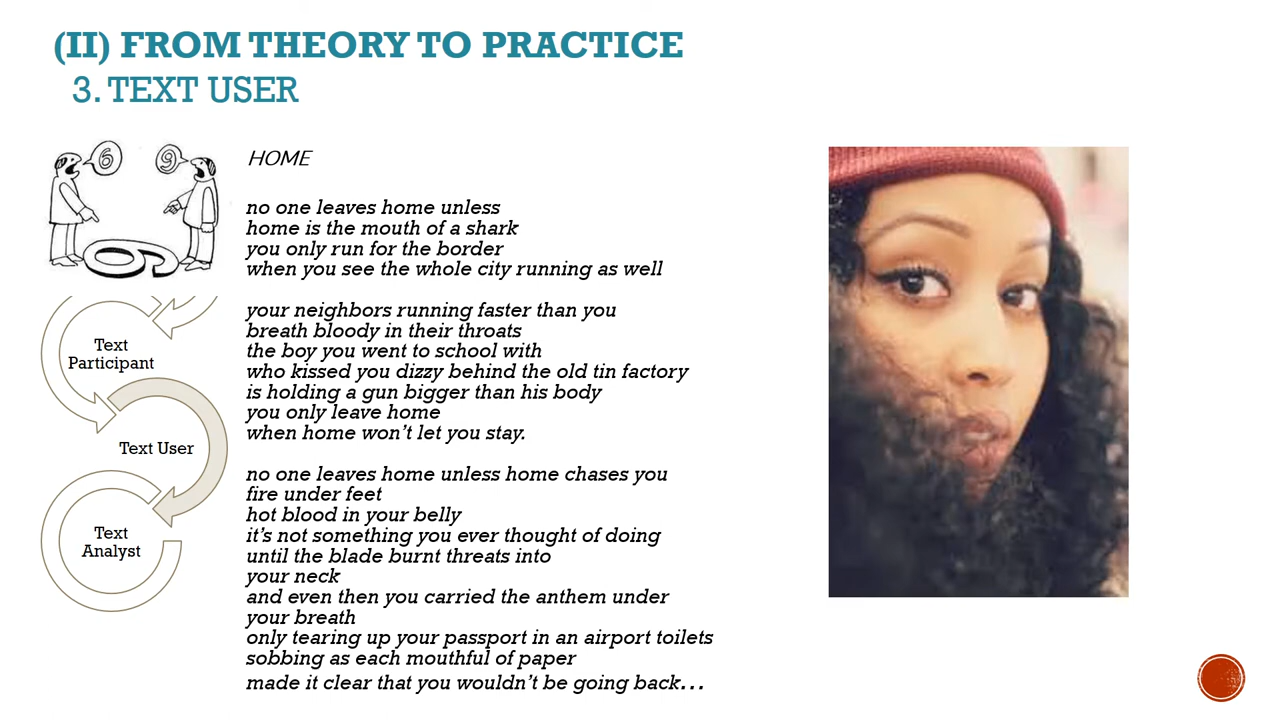 (II) FROM THEORY TO PRACTICE
3. TEXT USER
6
9
6
Text
Participant
Text User
Text
Analyst
HOME
no one leaves home unless
home is the mouth of a shark
you only run for the border
when you see the whole city running as well
your neighbors running faster than you
breath bloody in their throats
the boy you went to school with
who kissed you dizzy behind the old tin factory
is holding a gun bigger than his body
you only leave home
when home won't let you stay.
no one leaves home unless home chases you
fire under feet
hot blood in your belly
it's not something you ever thought of doing
until the blade burnt threats into
your neck
and even then you carried the anthem under
your breath
only tearing up your passport in an airport toilets
sobbing as each mouthful of paper
made it clear that you wouldn't be going back...